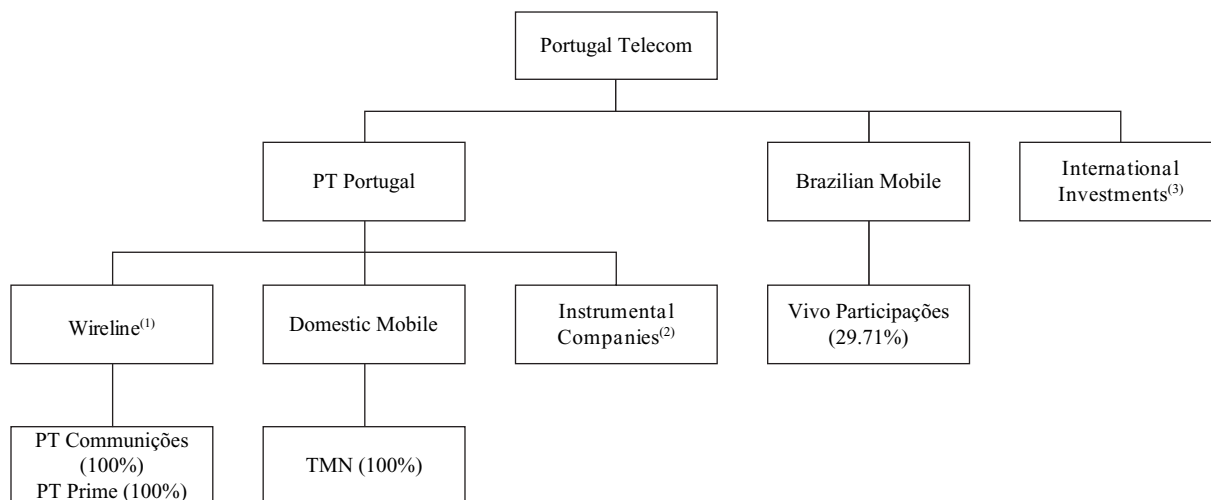 Portugal Telecom
PT Portugal
Brazilian Mobile
International
Investments(3)
Wireline(1)
Domestic Mobile
Instrumental
Companies(2)
Vivo Participações
(29.71%)
PT Communições
(100%)
PT Prime (100%)
TMN (100%)